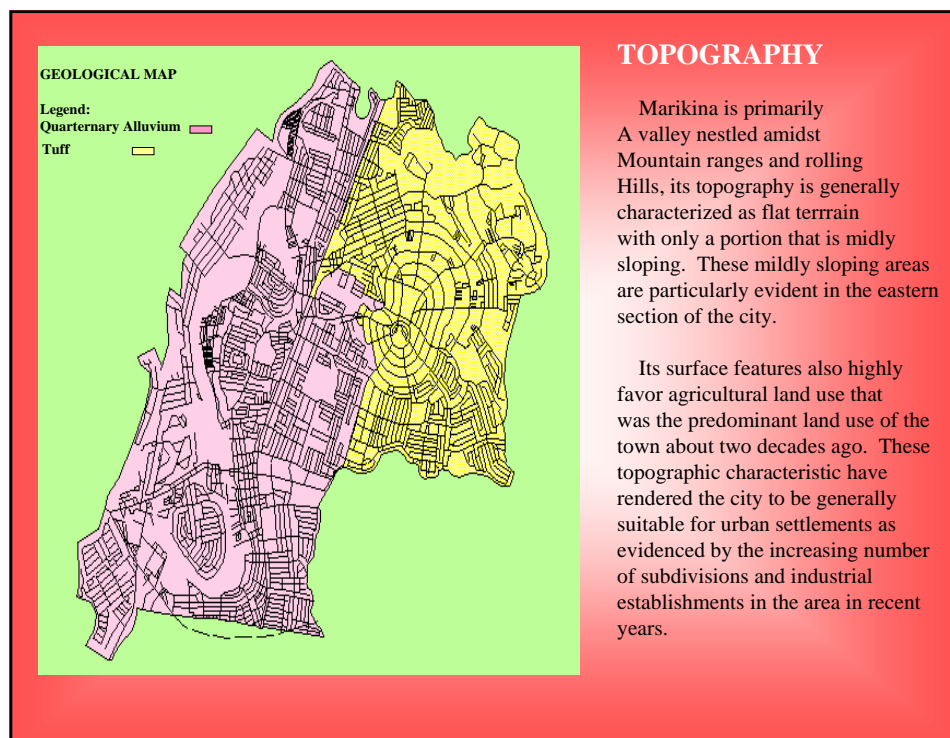 GEOLOGICAL MAP
Legend:
Quarternary Alluvium
Tuff
TOPOGRAPHY
Marikina is primarily
A valley nestled amidst
Mountain ranges and rolling
Hills, its topography is generally
characterized as flat terrrain
with only a portion that is midly
sloping. These mildly sloping areas
are particularly evident in the eastern
section of the city.
Its surface features also highly
favor agricultural land use that
was the predominant land use of the
town about two decades ago. These
topographic characteristic have
rendered the city to be generally
suitable for urban settlements as
evidenced by the increasing number
of subdivisions and industrial
establishments in the area in recent
years.